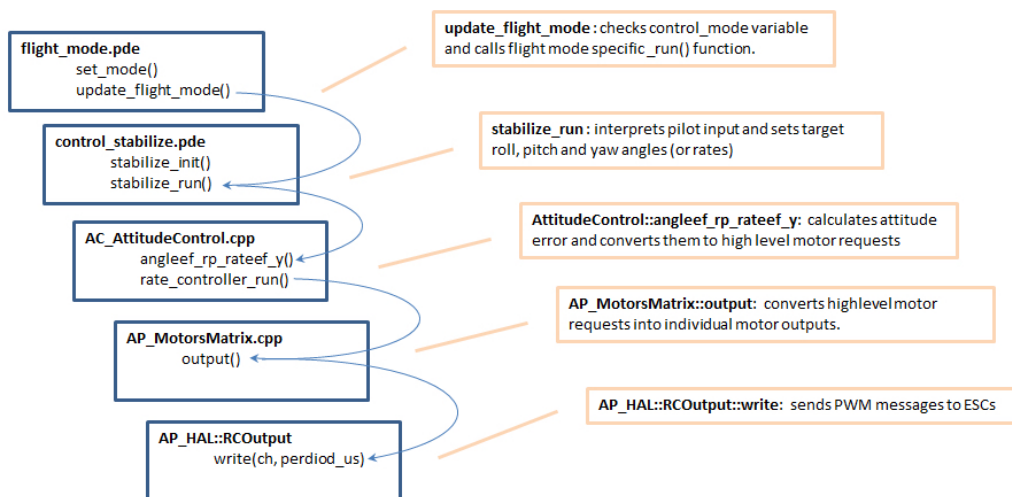 flight_mode.pde
set_mode()
update_flight_mode()
update_flight_mode : checks control_mode variable
and calls flight mode specific _run() function.
control_stabilize.pde
stabilize_init()
stabilize_run()
stabilize_run : interprets pilot input and sets target
roll, pitch and yaw angles (or rates)
AC_AttitudeControl.cpp
angleef_rp_rateef_y()
rate_controller_run()
AttitudeControl::angleef_rp_rateef_y: calculates attitude
error and converts them to high level motor requests
AP_MotorsMatrix.cpp
output()
AP_MotorsMatrix::output: converts highlevel motor
requests into individual motor outputs.
AP_HAL::RCOutput
write(ch, perdiod_us)
AP_HAL::RCOutput::write: sends PWM messages to ESCs